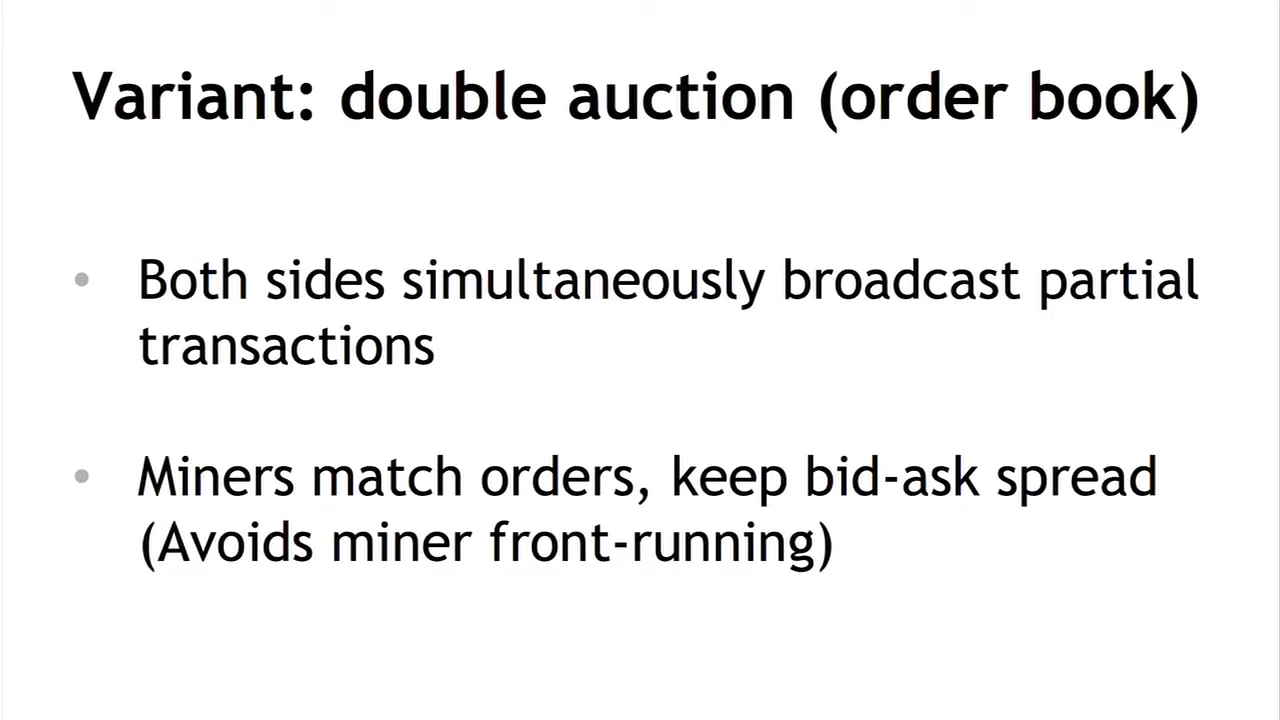 Variant: double auction (order book)
• Both sides simultaneously broadcast partial
transactions
• Miners match orders, keep bid-ask spread
(Avoids miner front-running)